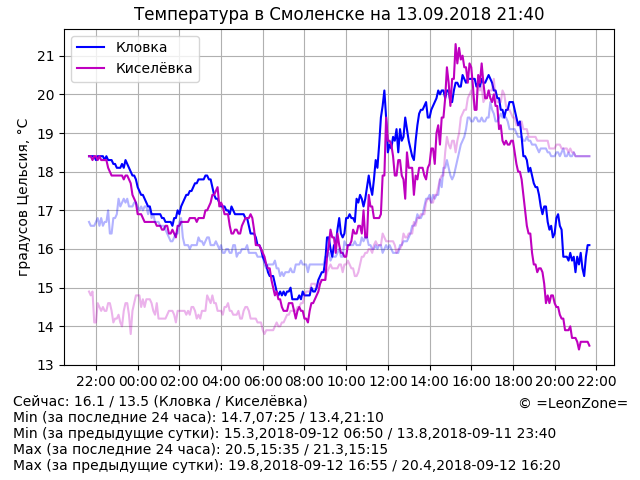 Температура в Смоленске на 13.09.2018 21:40
Кловка
Киселёвка
градусов Цельсия, °C
21
20
19
18
17
16
15
14
13
22:00 00:00 02:00 04:00 06:00 08:00 10:00 12:00 14:00 16:00 18:00 20:00 22:00
Сейчас: 16.1 / 13.5 (Кловка / Киселёвка)
© =LeonZone=
Min (за последние 24 часа): 14.7,07:25 / 13.4,21:10
Min (за предыдущие сутки): 15.3,2018-09-12 06:50 / 13.8,2018-09-11 23:40
Max (за последние 24 часа): 20.5,15:35 / 21.3,15:15
Max (за предыдущие сутки): 19.8,2018-09-12 16:55 / 20.4,2018-09-12 16:20